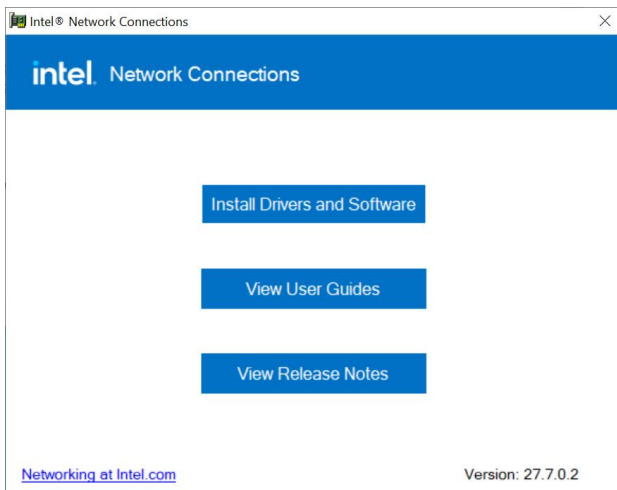 Intel® Network Connections
intel. Network Connections
Install Drivers and Software
View User Guides
View Release Notes
Networking at Intel.com
Version: 27.7.0.2